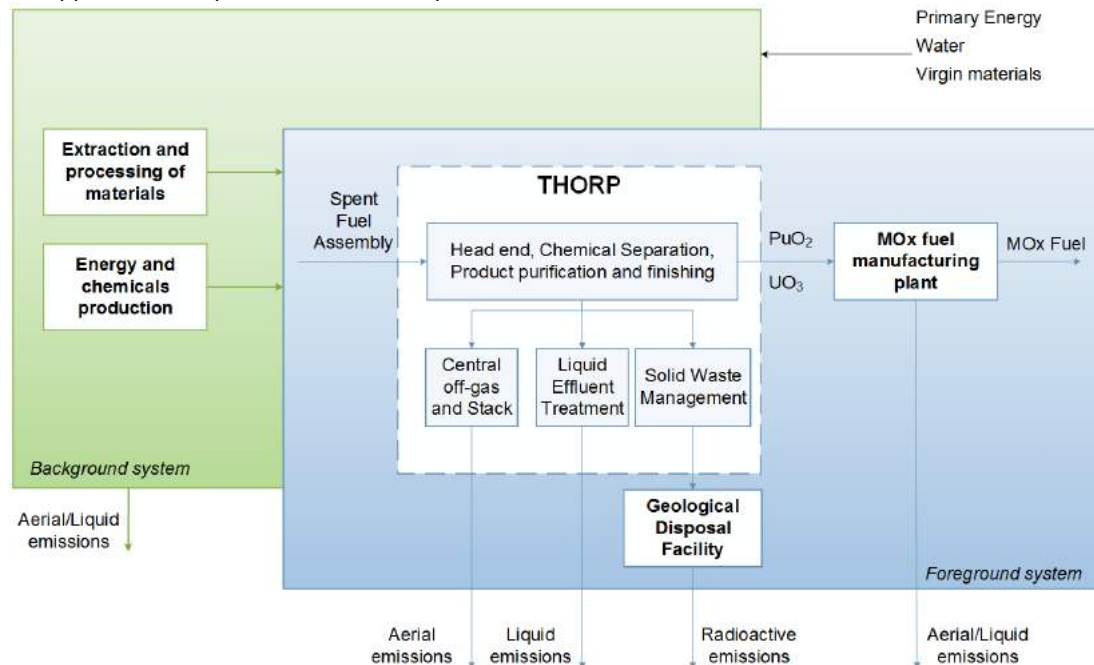 Primary Energy
Water
Virgin materials
Extraction and
processing of
materials
THORP
Spent
Fuel
Assembly
Head end, Chemical Separation,
Product purification and finishing
PuO₂
UO₃
MOx fuel
manufacturing
plant
MOx Fuel
Energy and
chemicals
production
Central
off-gas
and Stack
Liquid
Effluent
Treatment
Solid Waste
Management
Background system
Geological
Disposal
Facility
Aerial/Liquid
emissions
Foreground system
Aerial
emissions
Liquid
emissions
Radioactive
emissions
Aerial/Liquid
emissions